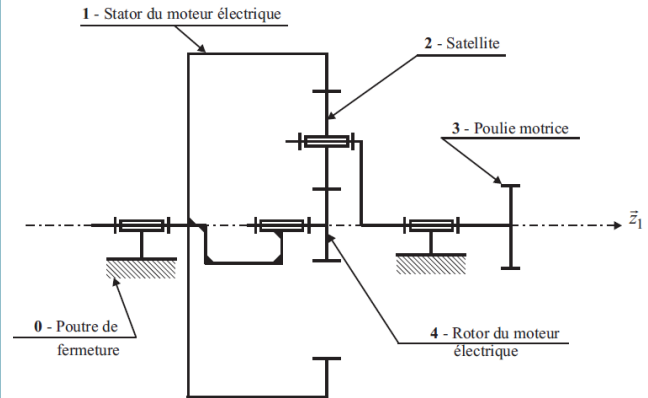 1 - Stator du moteur électrique
2 - Satellite
3 - Poulie motrice
z⃗1
0 - Poutre de
fermeture
4 - Rotor du moteur
électrique